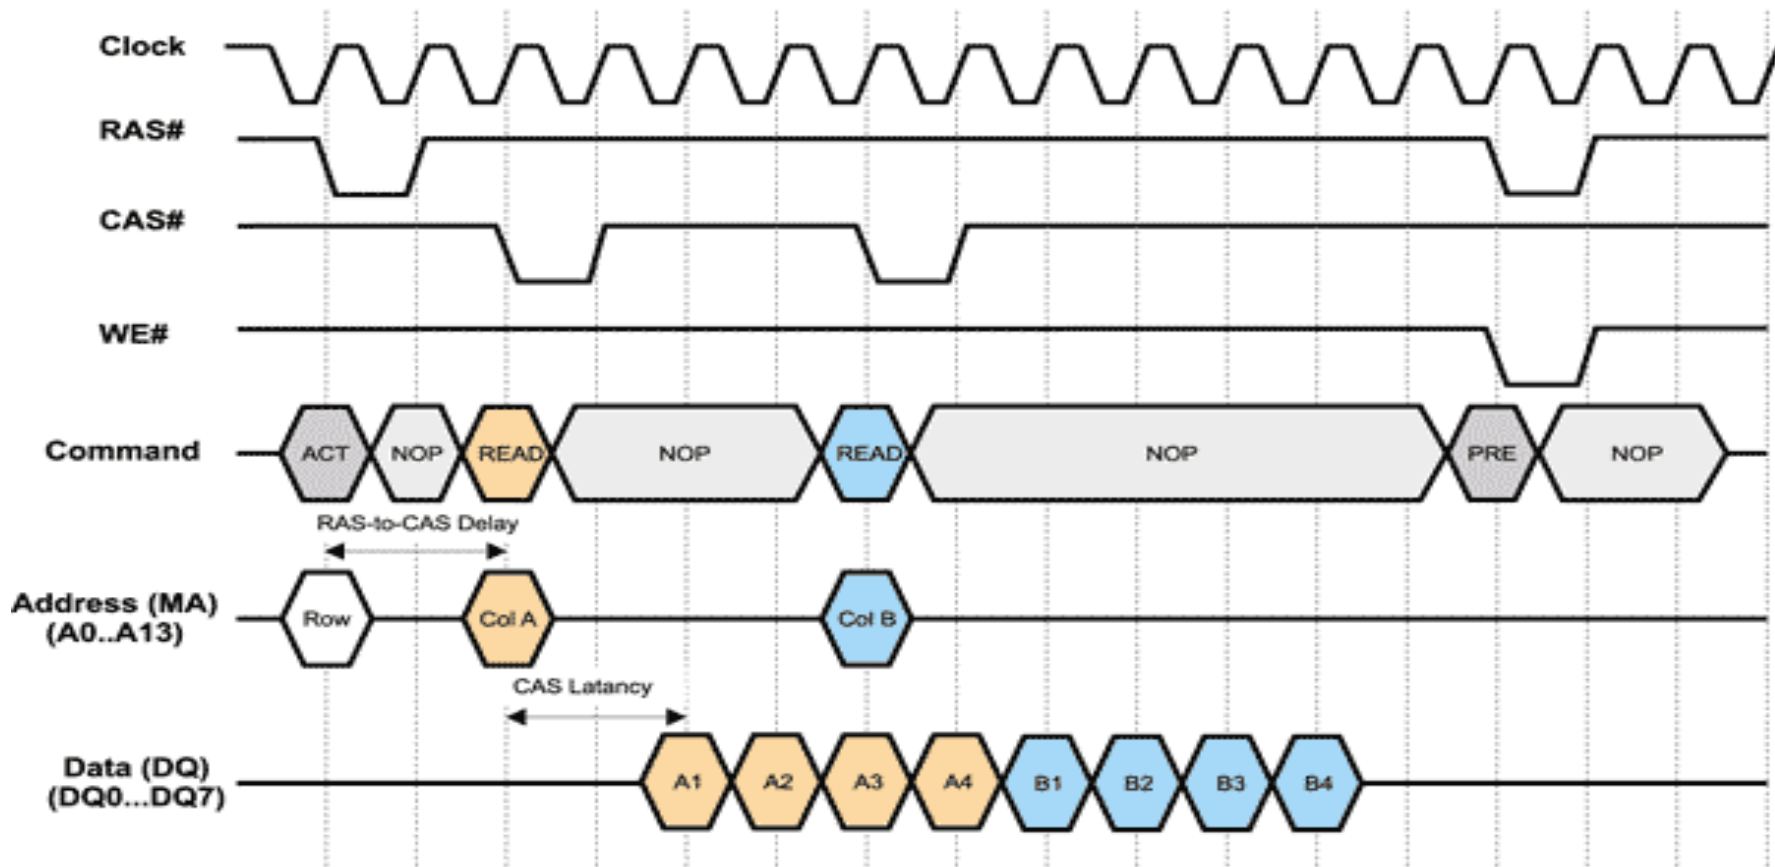 Clock
RAS#
CAS#
WE#
Command
ACT NOP READ NOP READ NOP PRE NOP
RAS-to-CAS Delay
Address (MA)
(A0..A13)
Row Col A Col B
CAS Latancy
Data (DQ)
(DQ0...DQ7)
A1 A2 A3 A4 B1 B2 B3 B4